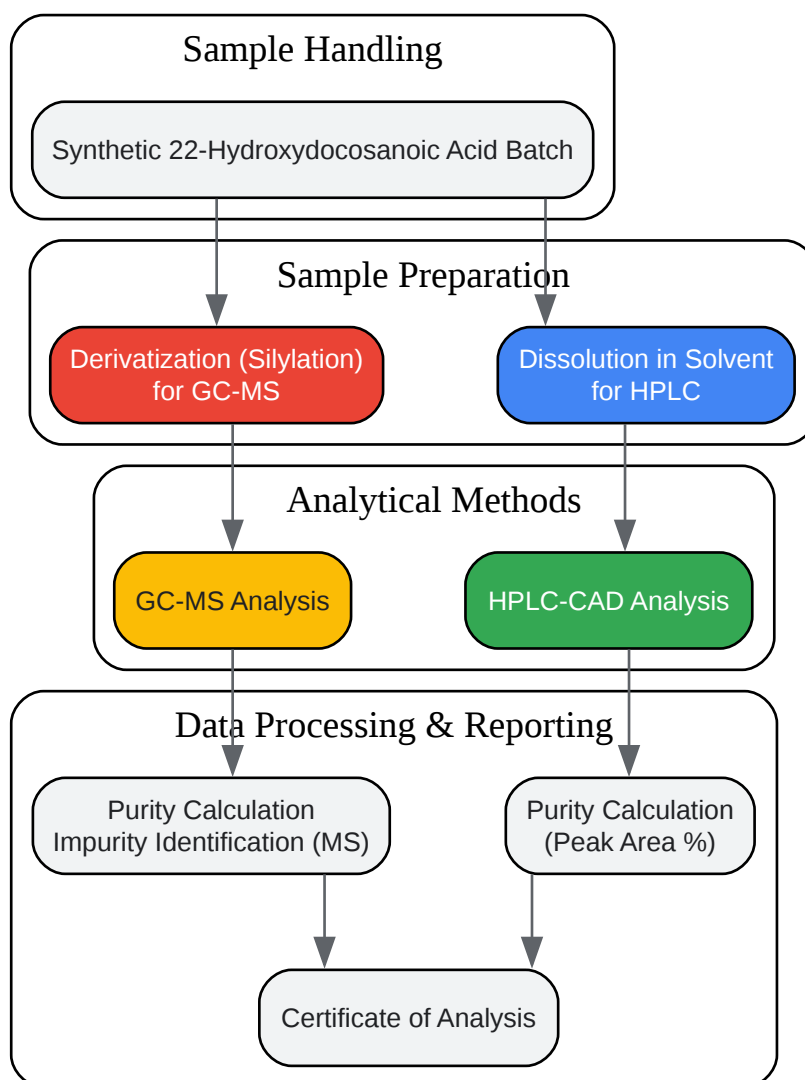 Sample Handling
Synthetic 22-Hydroxydocosanoic Acid Batch
Sample Preparation
Derivatization (Silylation)
for GC-MS
Dissolution in Solvent
for HPLC
Analytical Methods
GC-MS Analysis
HPLC-CAD Analysis
Data Processing & Reporting
Purity Calculation
Impurity Identification (MS)
Purity Calculation
(Peak Area %)
Certificate of Analysis